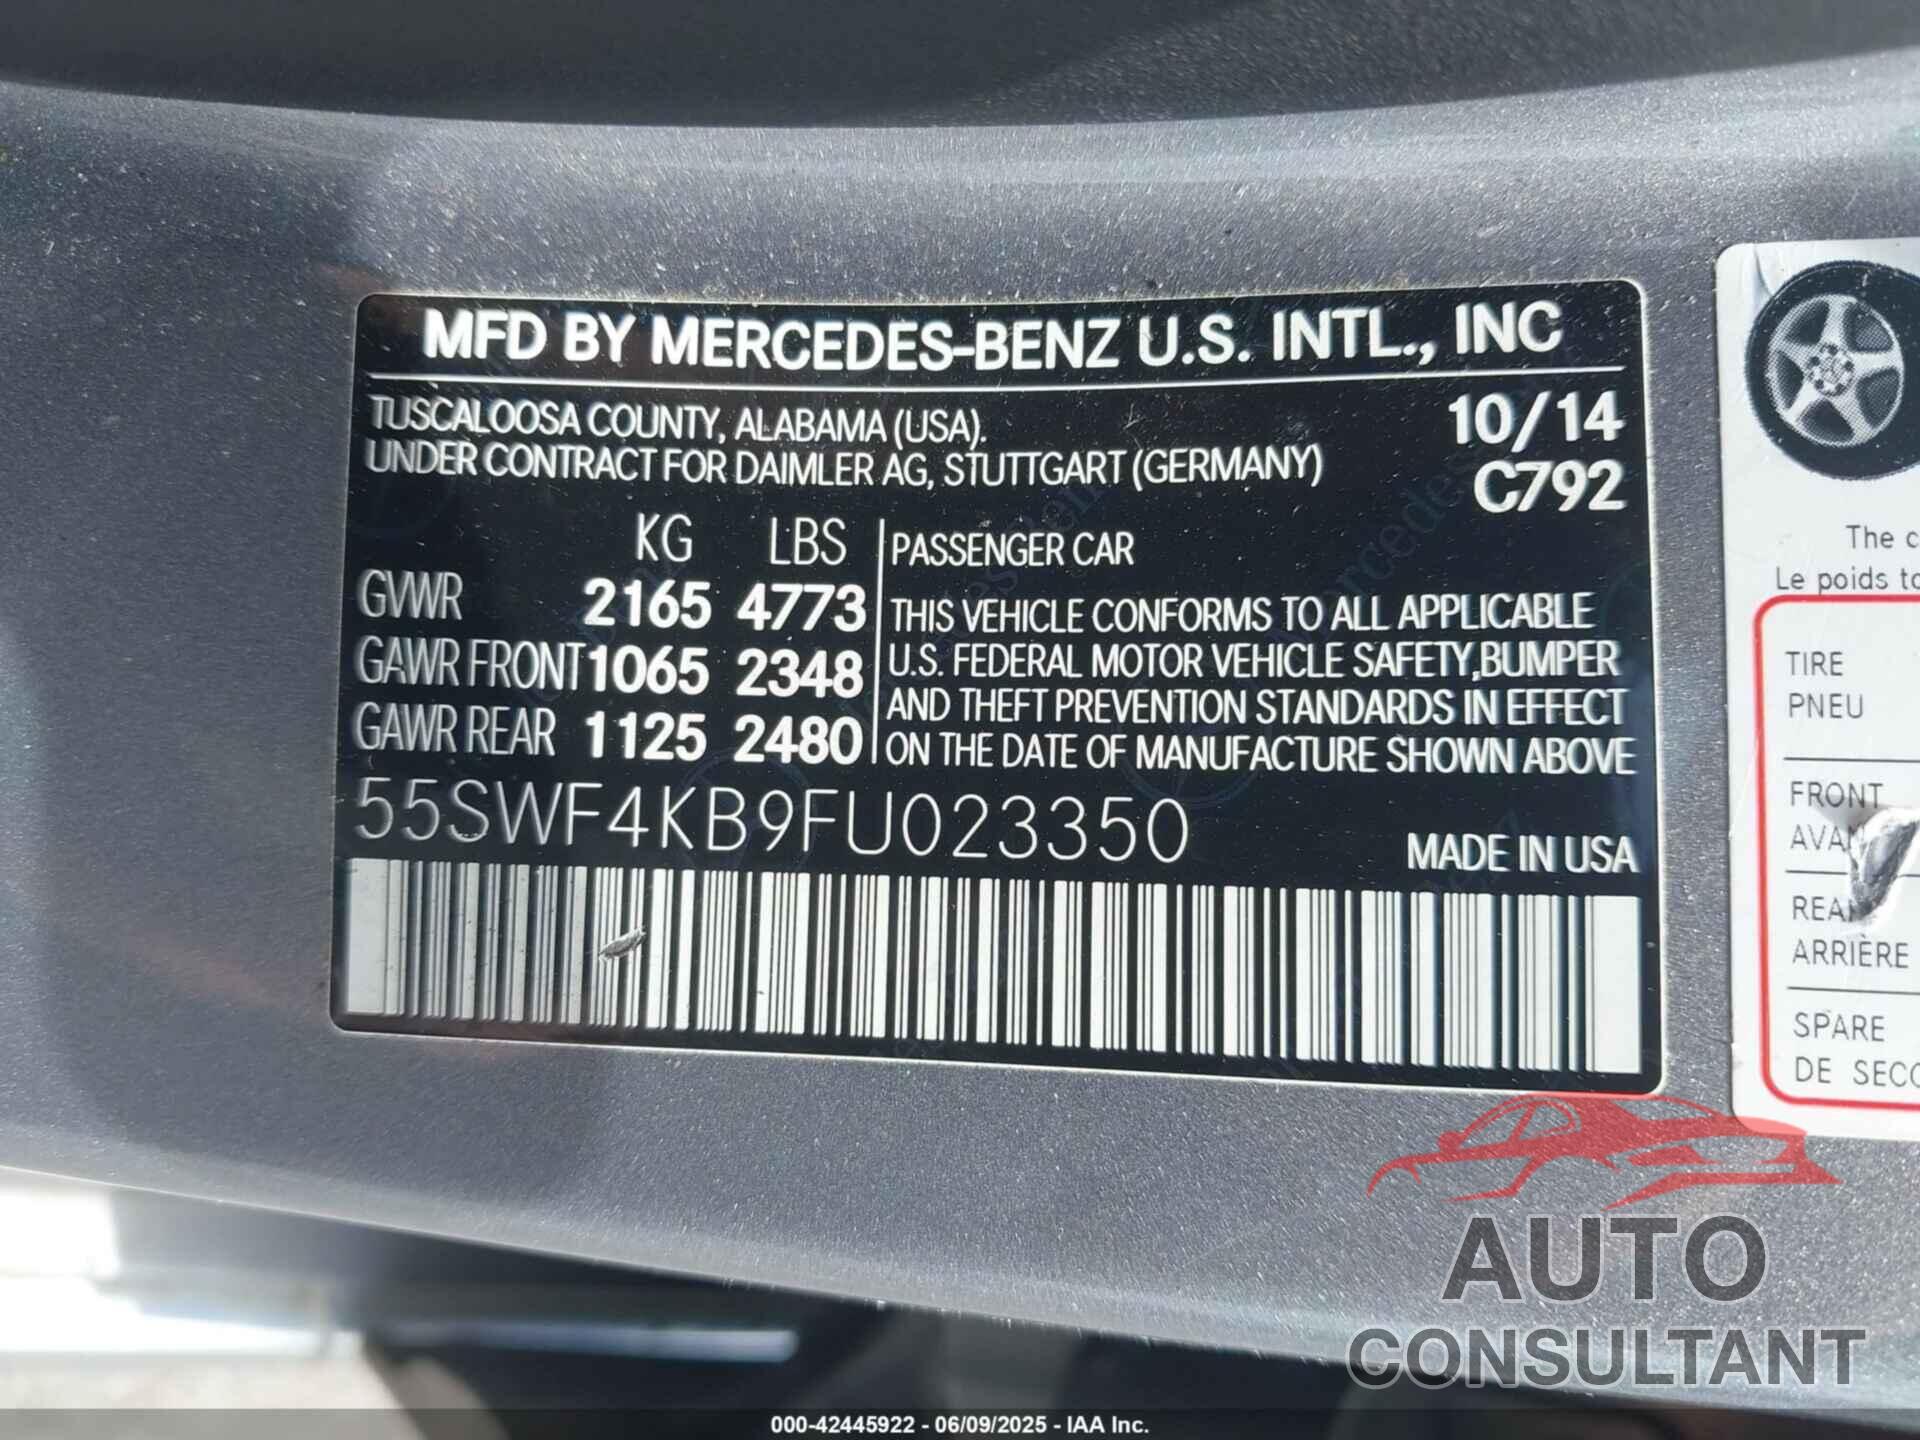 MFD BY MERCEDES-BENZ U.S. INTL., INC
TUSCALOOSA COUNTY, ALABAMA (USA). 10/14
UNDER CONTRACT FOR DAIMLER AG, STUTTGART (GERMANY) C792
KG LBS
GVWR 2165 4773
GAWR FRONT 1065 2348
GAWR REAR 1125 2480
PASSENGER CAR
THIS VEHICLE CONFORMS TO ALL APPLICABLE
U.S. FEDERAL MOTOR VEHICLE SAFETY, BUMPER
AND THEFT PREVENTION STANDARDS IN EFFECT
ON THE DATE OF MANUFACTURE SHOWN ABOVE
55SWF4KB9FU023350
MADE IN USA
The c
Le poids to
TIRE
PNEU
FRONT
AVAN
REAR
ARRIÈRE
SPARE
DE SECO
AUTO
CONSULTANT
000-42445922 - 06/09/2025 - IAA Inc.